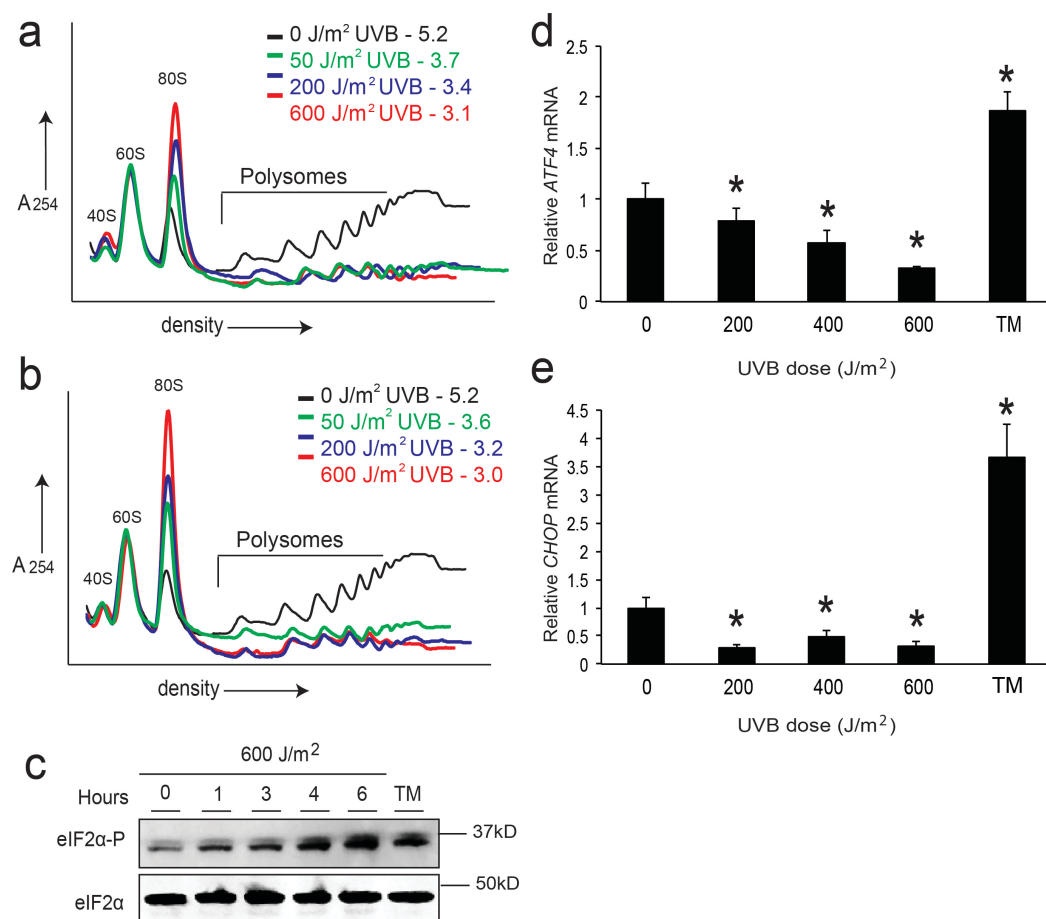 a
0 J/m² UVB - 5.2
50 J/m² UVB - 3.7
200 J/m² UVB - 3.4
600 J/m² UVB - 3.1
80S
60S
40S
Polysomes
A254
density
b
0 J/m² UVB - 5.2
50 J/m² UVB - 3.6
200 J/m² UVB - 3.2
600 J/m² UVB - 3.0
80S
60S
40S
Polysomes
A254
density
c
600 J/m²
Hours 0 1 3 4 6 TM
eIF2α-P 37kD
eIF2α 50kD
d
Relative ATF4 mRNA
2.5
2
1.5
1
0.5
0
* * * *
0 200 400 600 TM
UVB dose (J/m²)
e
Relative CHOP mRNA
4.5
4
3.5
3
2.5
2
1.5
1
0.5
0
* * * *
0 200 400 600 TM
UVB dose (J/m²)